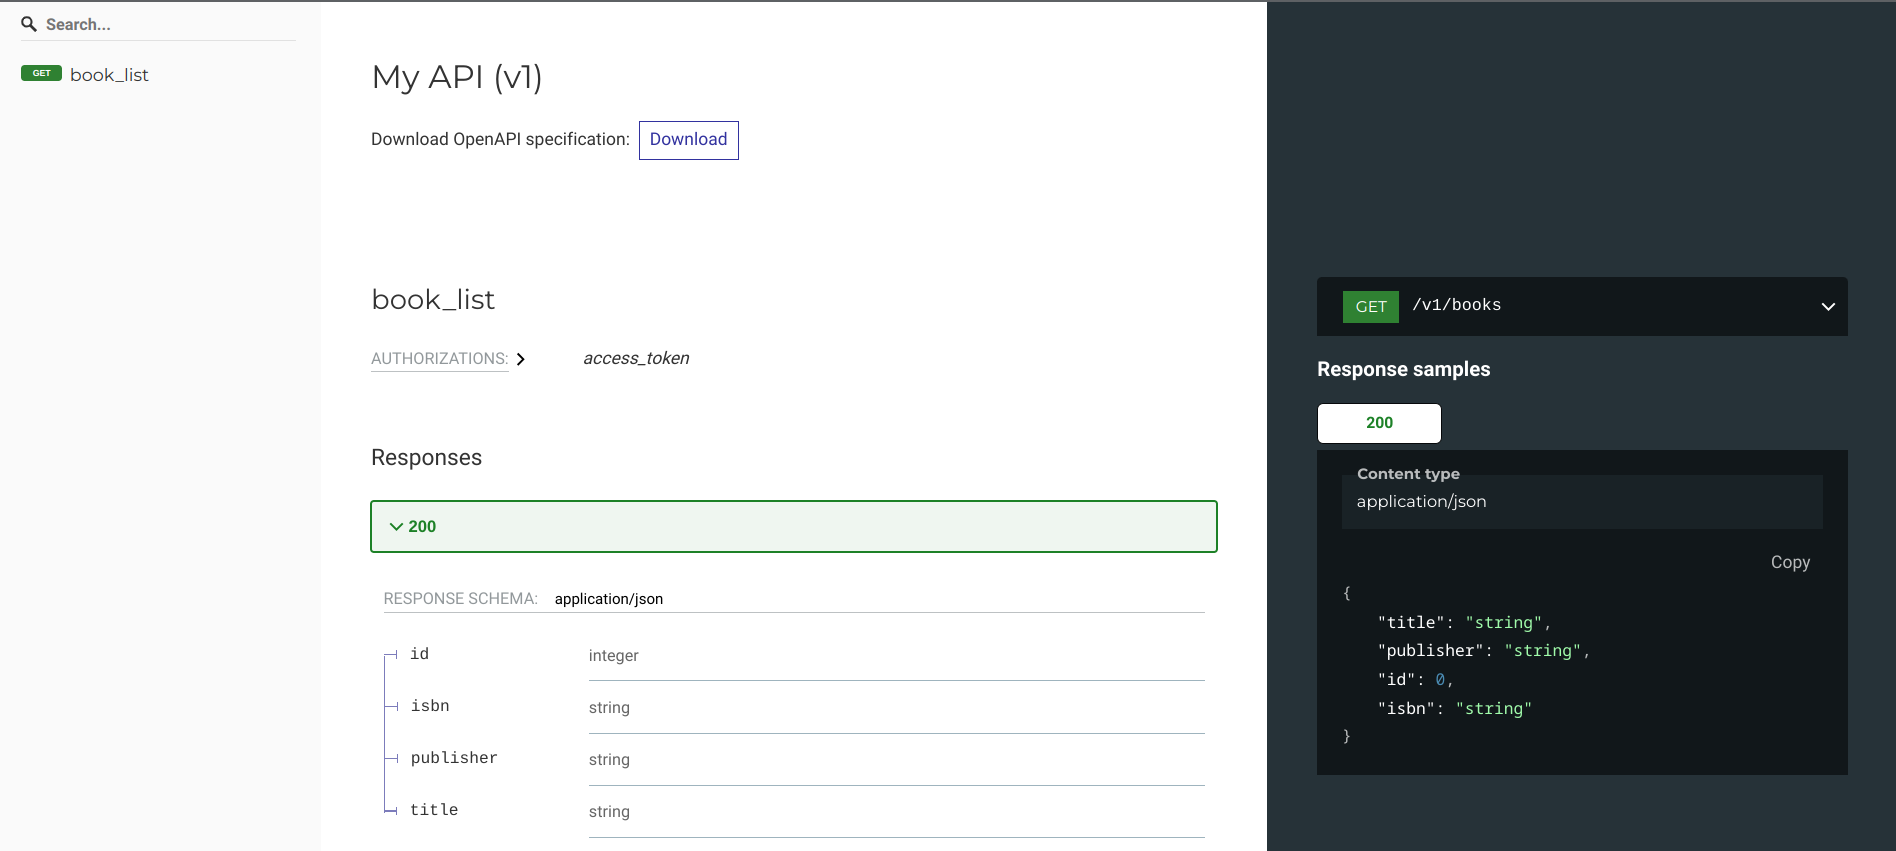 Search...
GET book_list
My API (v1)
Download OpenAPI specification: Download
book_list
AUTHORIZATIONS: access_token
Responses
200
RESPONSE SCHEMA: application/json
id integer
isbn string
publisher string
title string
GET /v1/books
Response samples
200
Content type
application/json
Copy
{
"title": "string",
"publisher": "string",
"id": 0,
"isbn": "string"
}